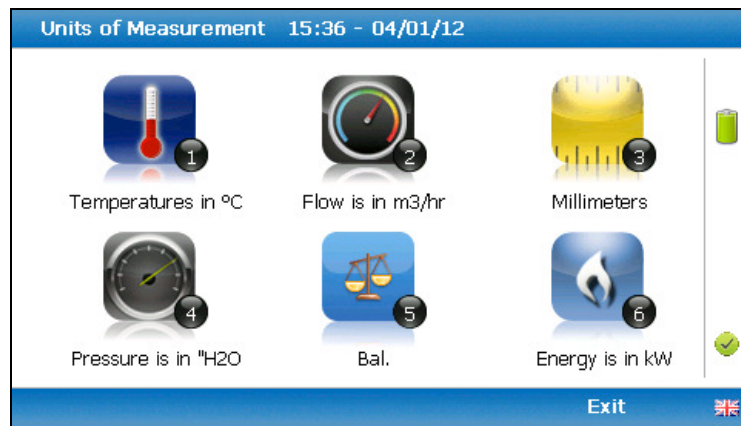 Units of Measurement 15:36 - 04/01/12
1
2
3
Temperatures in ºC
Flow is in m3/hr
Millimeters
4
5
6
Pressure is in "H2O
Bal.
Energy is in kW
Exit